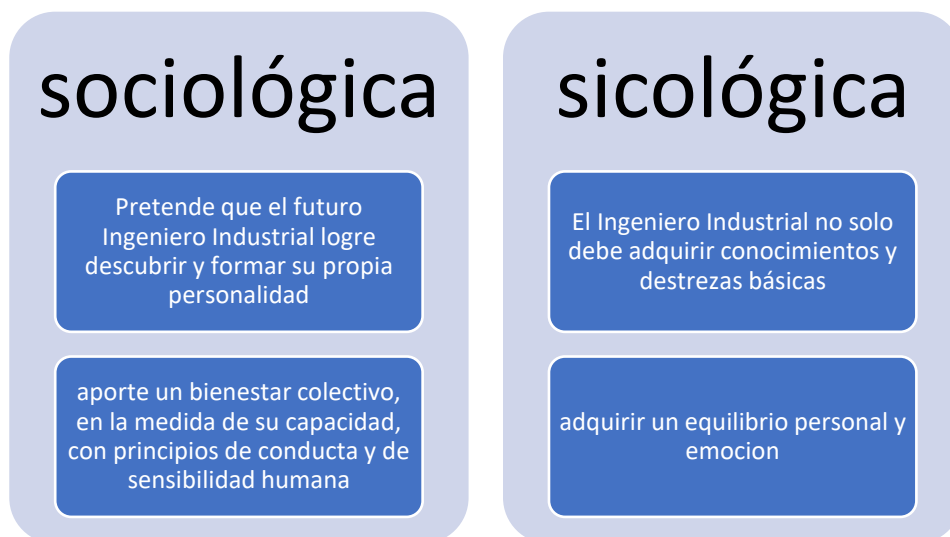 sociológica
Pretende que el futuro
Ingeniero Industrial logre
descubrir y formar su propia
personalidad
aporte un bienestar colectivo,
en la medida de su capacidad,
con principios de conducta y de
sensibilidad humana
sicológica
El Ingeniero Industrial no solo
debe adquirir conocimientos y
destrezas básicas
adquirir un equilibrio personal y
emocion